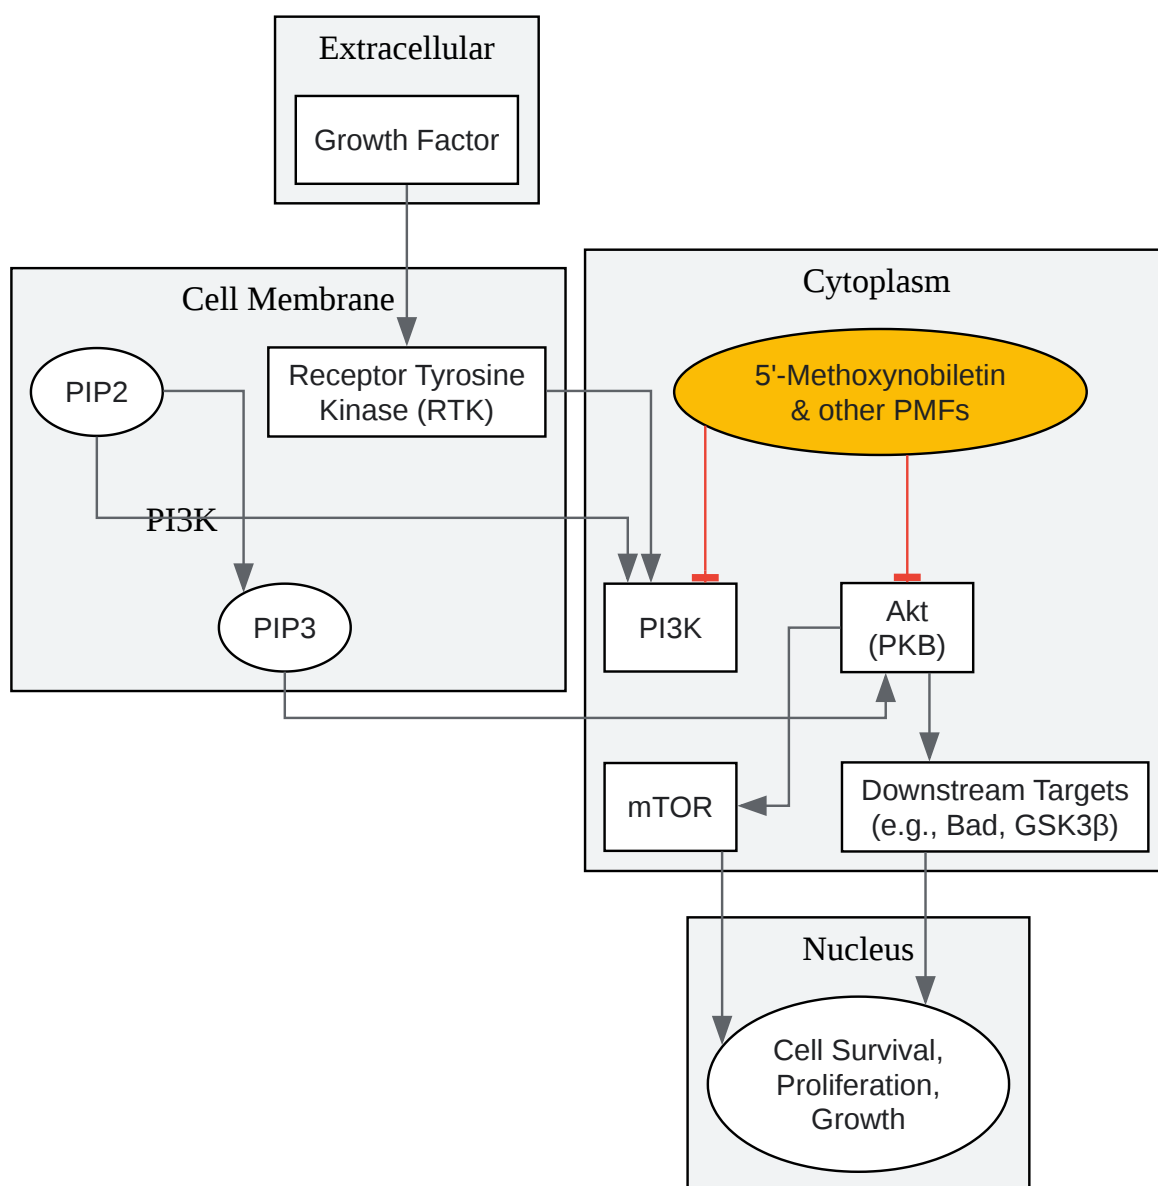 Extracellular
Growth Factor
Cell Membrane
PIP2
Receptor Tyrosine
Kinase (RTK)
PI3K
PIP3
Cytoplasm
5'-Methoxynobiletin
& other PMFs
PI3K
Akt
(PKB)
mTOR
Downstream Targets
(e.g., Bad, GSK3β)
Nucleus
Cell Survival,
Proliferation,
Growth